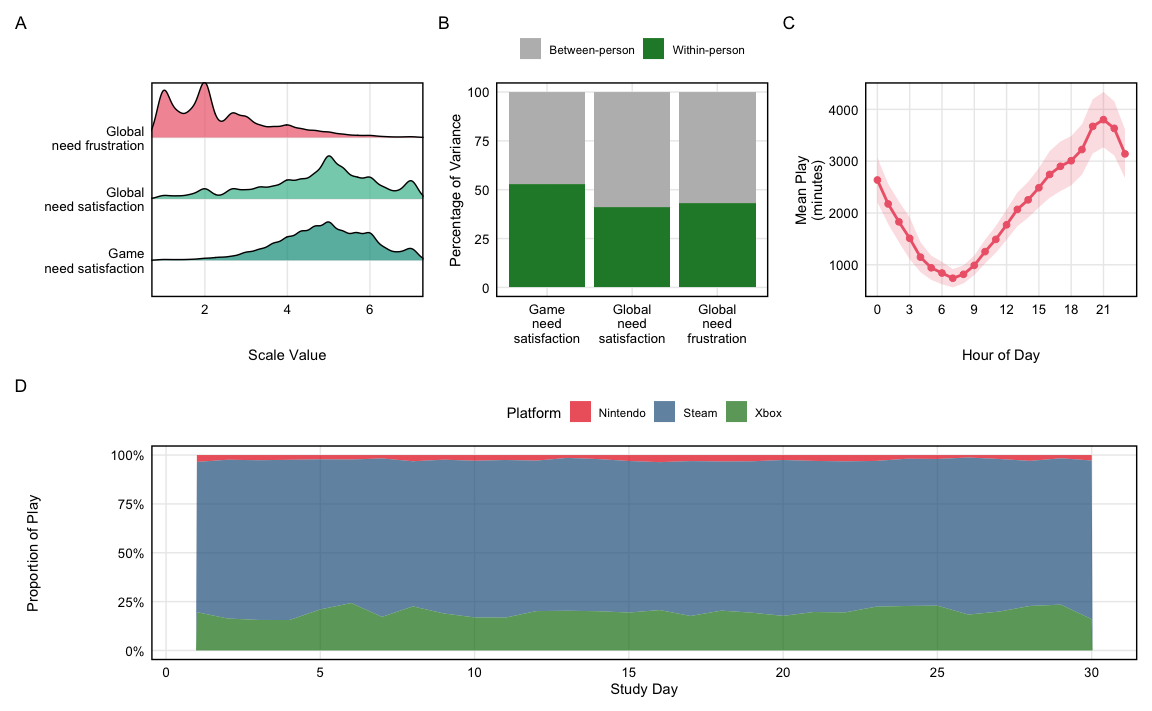 A
Global
need frustration
Global
need satisfaction
Game
need satisfaction
2 4 6
Scale Value
B
Between-person Within-person
Percentage of Variance
100
75
50
25
0
Game
need
satisfaction
Global
need
satisfaction
Global
need
frustration
C
Mean Play
(minutes)
4000
3000
2000
1000
0 3 6 9 12 15 18 21
Hour of Day
D
Platform Nintendo Steam Xbox
Proportion of Play
100%
75%
50%
25%
0%
0 5 10 15 20 25 30
Study Day